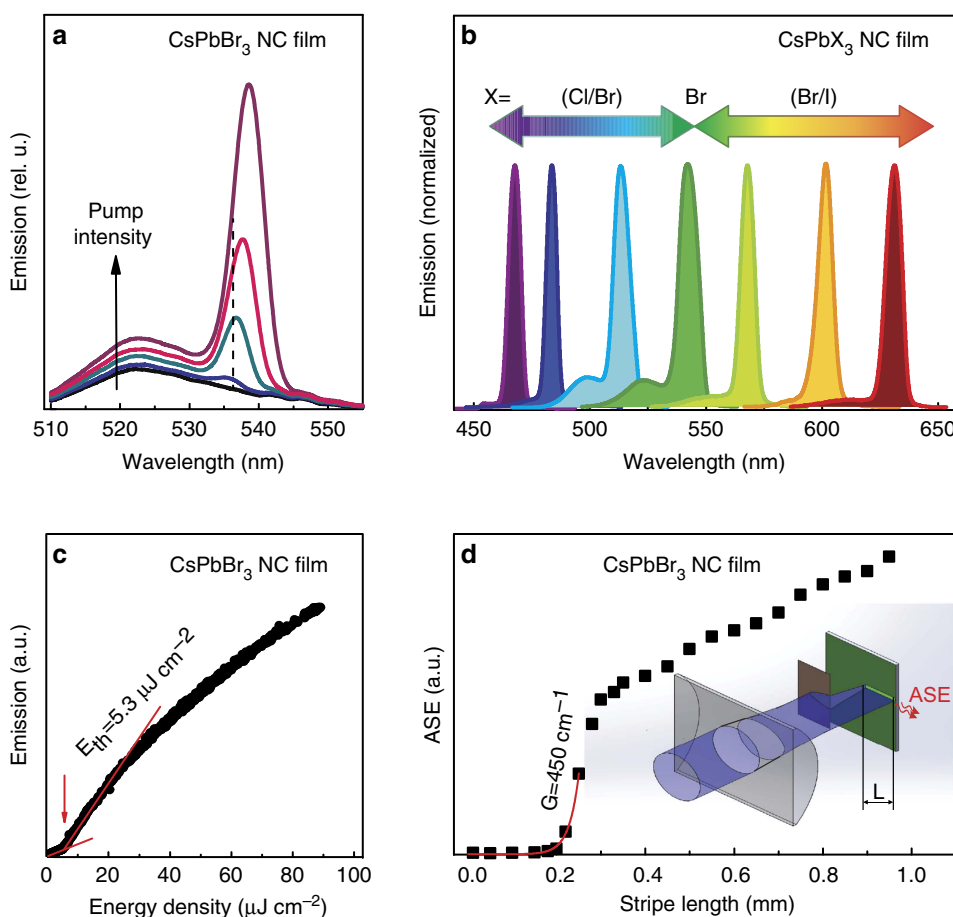 a
CsPbBr₃ NC film
Emission (rel. u.)
Pump
intensity
510 520 530 540 550
Wavelength (nm)
b
CsPbX₃ NC film
X= (Cl/Br) Br (Br/I)
Emission (normalized)
450 500 550 600 650
Wavelength (nm)
c
CsPbBr₃ NC film
Emission (a.u.)
E_th=5.3 μJ cm⁻²
0 20 40 60 80 100
Energy density (μJ cm⁻²)
d
CsPbBr₃ NC film
ASE (a.u.)
G=450 cm⁻¹
ASE
L
0.0 0.2 0.4 0.6 0.8 1.0
Stripe length (mm)